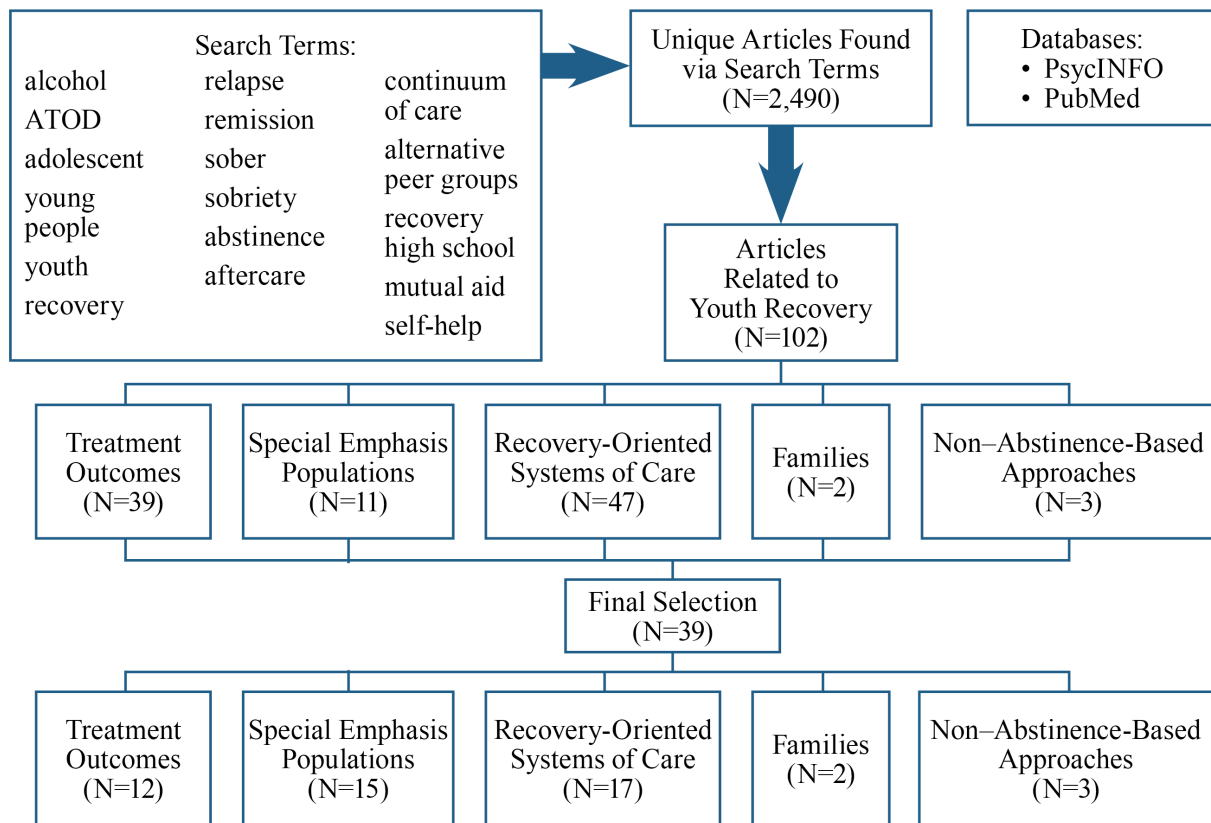 Search Terms:
alcohol
ATOD
adolescent
young
people
youth
recovery
relapse
remission
sober
sobriety
abstinence
aftercare
continuum
of care
alternative
peer groups
recovery
high school
mutual aid
self-help
Unique Articles Found
via Search Terms
(N=2,490)
Databases:
• PsycINFO
• PubMed
Articles
Related to
Youth Recovery
(N=102)
Treatment
Outcomes
(N=39)
Special Emphasis
Populations
(N=11)
Recovery-Oriented
Systems of Care
(N=47)
Families
(N=2)
Non–Abstinence-Based
Approaches
(N=3)
Final Selection
(N=39)
Treatment
Outcomes
(N=12)
Special Emphasis
Populations
(N=15)
Recovery-Oriented
Systems of Care
(N=17)
Families
(N=2)
Non–Abstinence-Based
Approaches
(N=3)